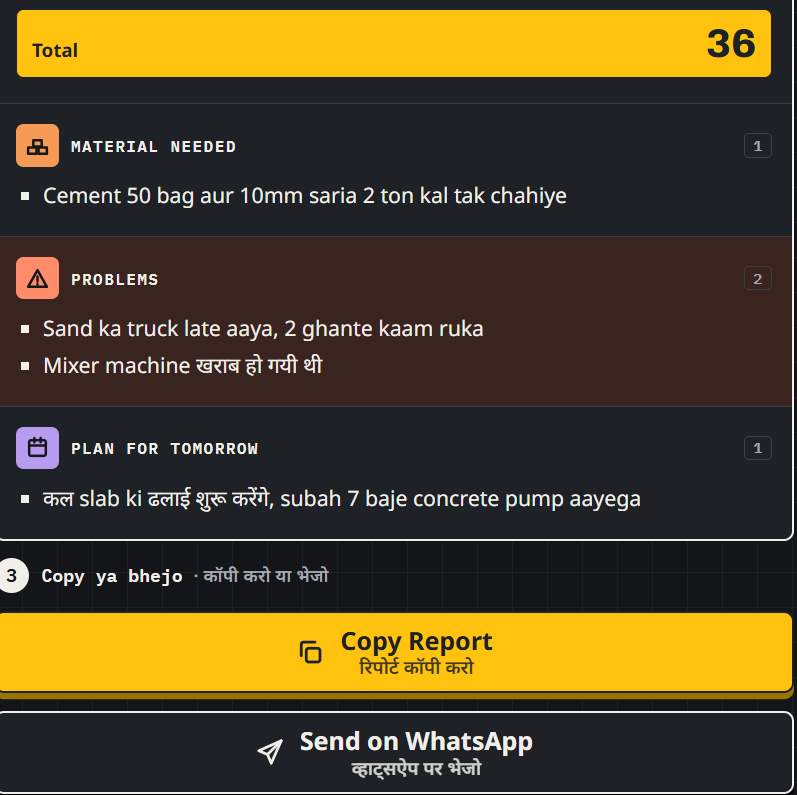 Total 36
MATERIAL NEEDED 1
Cement 50 bag aur 10mm saria 2 ton kal tak chahiye
PROBLEMS 2
Sand ka truck late aaya, 2 ghante kaam ruka
Mixer machine खराब हो गयी थी
PLAN FOR TOMORROW 1
कल slab ki ढलाई शुरू करेंगे, subah 7 baje concrete pump aayega
3 Copy ya bhejo · कॉपी करो या भेजो
Copy Report
रिपोर्ट कॉपी करो
Send on WhatsApp
व्हाट्सऐप पर भेजो